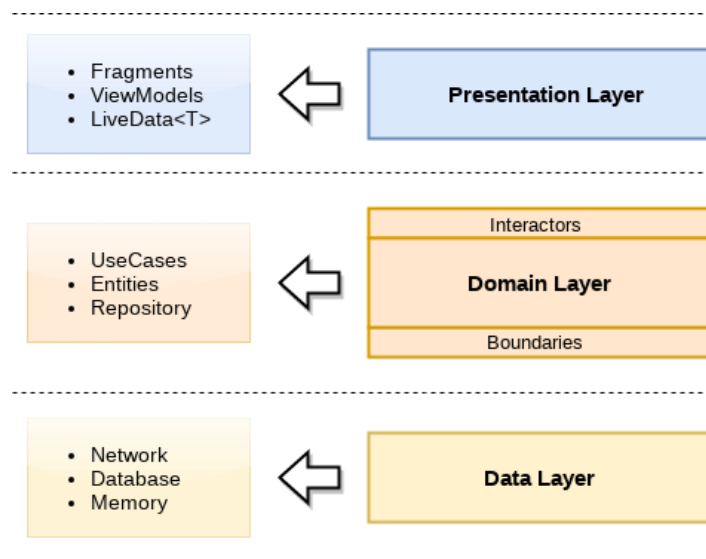 • Fragments
• ViewModels
• LiveData<T>
Presentation Layer
• UseCases
• Entities
• Repository
Interactors
Domain Layer
Boundaries
• Network
• Database
• Memory
Data Layer